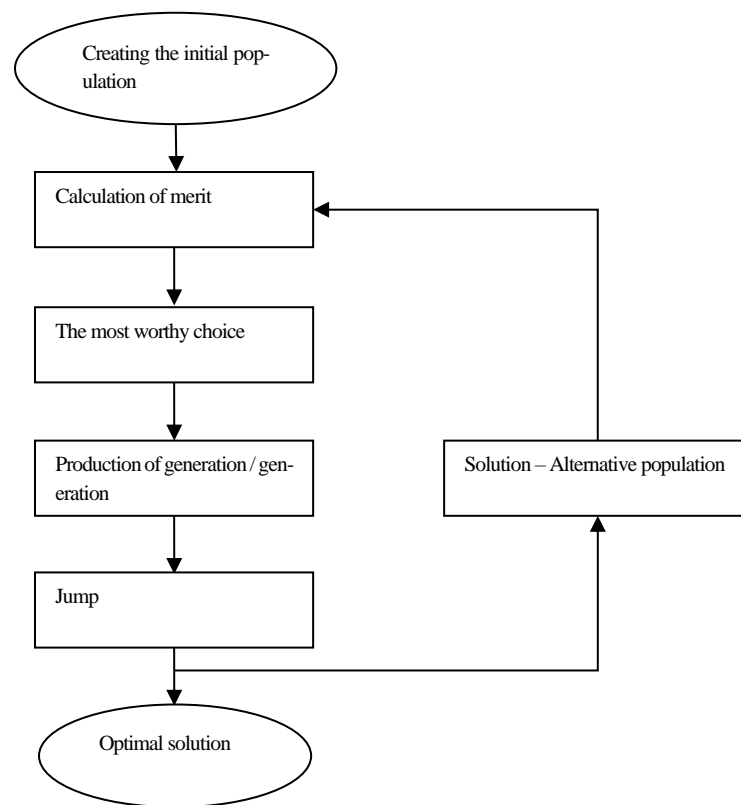 Creating the initial pop-
ulation
Calculation of merit
The most worthy choice
Production of generation / gen-
eration
Solution – Alternative population
Jump
Optimal solution